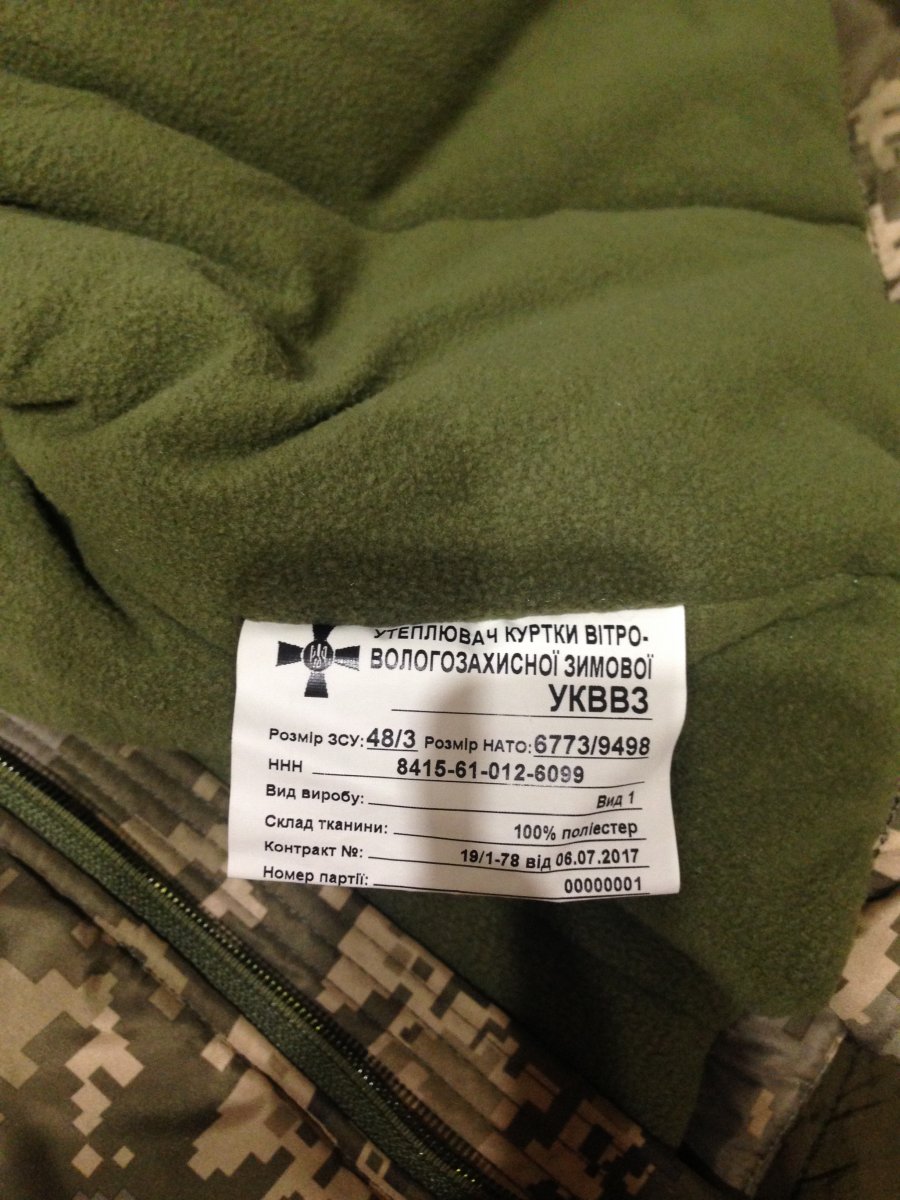 УТЕПЛЮВАЧ КУРТКИ ВІТРО-
ВОЛОГОЗАХИСНОЇ ЗИМОВОЇ
УКВВЗ
Розмір ЗСУ: 48/3 Розмір НАТО: 6773/9498
ННН 8415-61-012-6099
Вид виробу: Вид 1
Склад тканини: 100% поліестер
Контракт №: 19/1-78 від 06.07.2017
Номер партії: 00000001